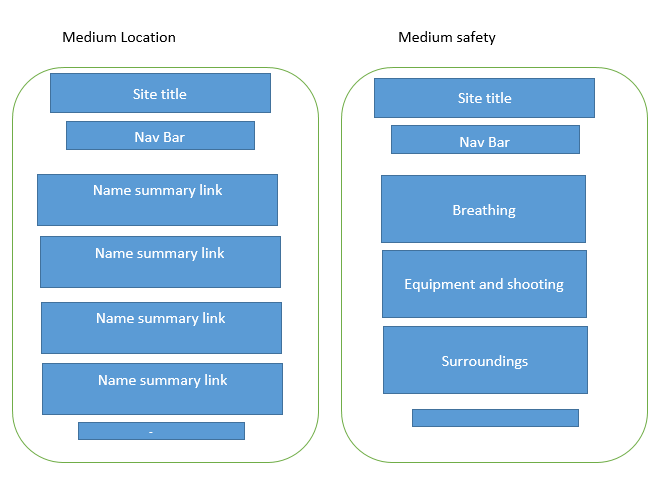 Medium Location
Site title
Nav Bar
Name summary link
Name summary link
Name summary link
Name summary link
-
Medium safety
Site title
Nav Bar
Breathing
Equipment and shooting
Surroundings